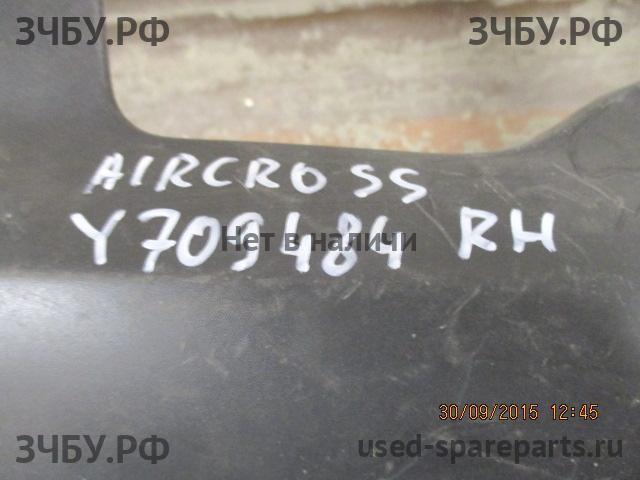 ЗЧБУ.РФ ЗЧБУ.РФ
AIRCROSS
Y709484 RH
Нет в наличи
30/09/2015 12:45
ЗЧБУ.РФ used-spareparts.ru